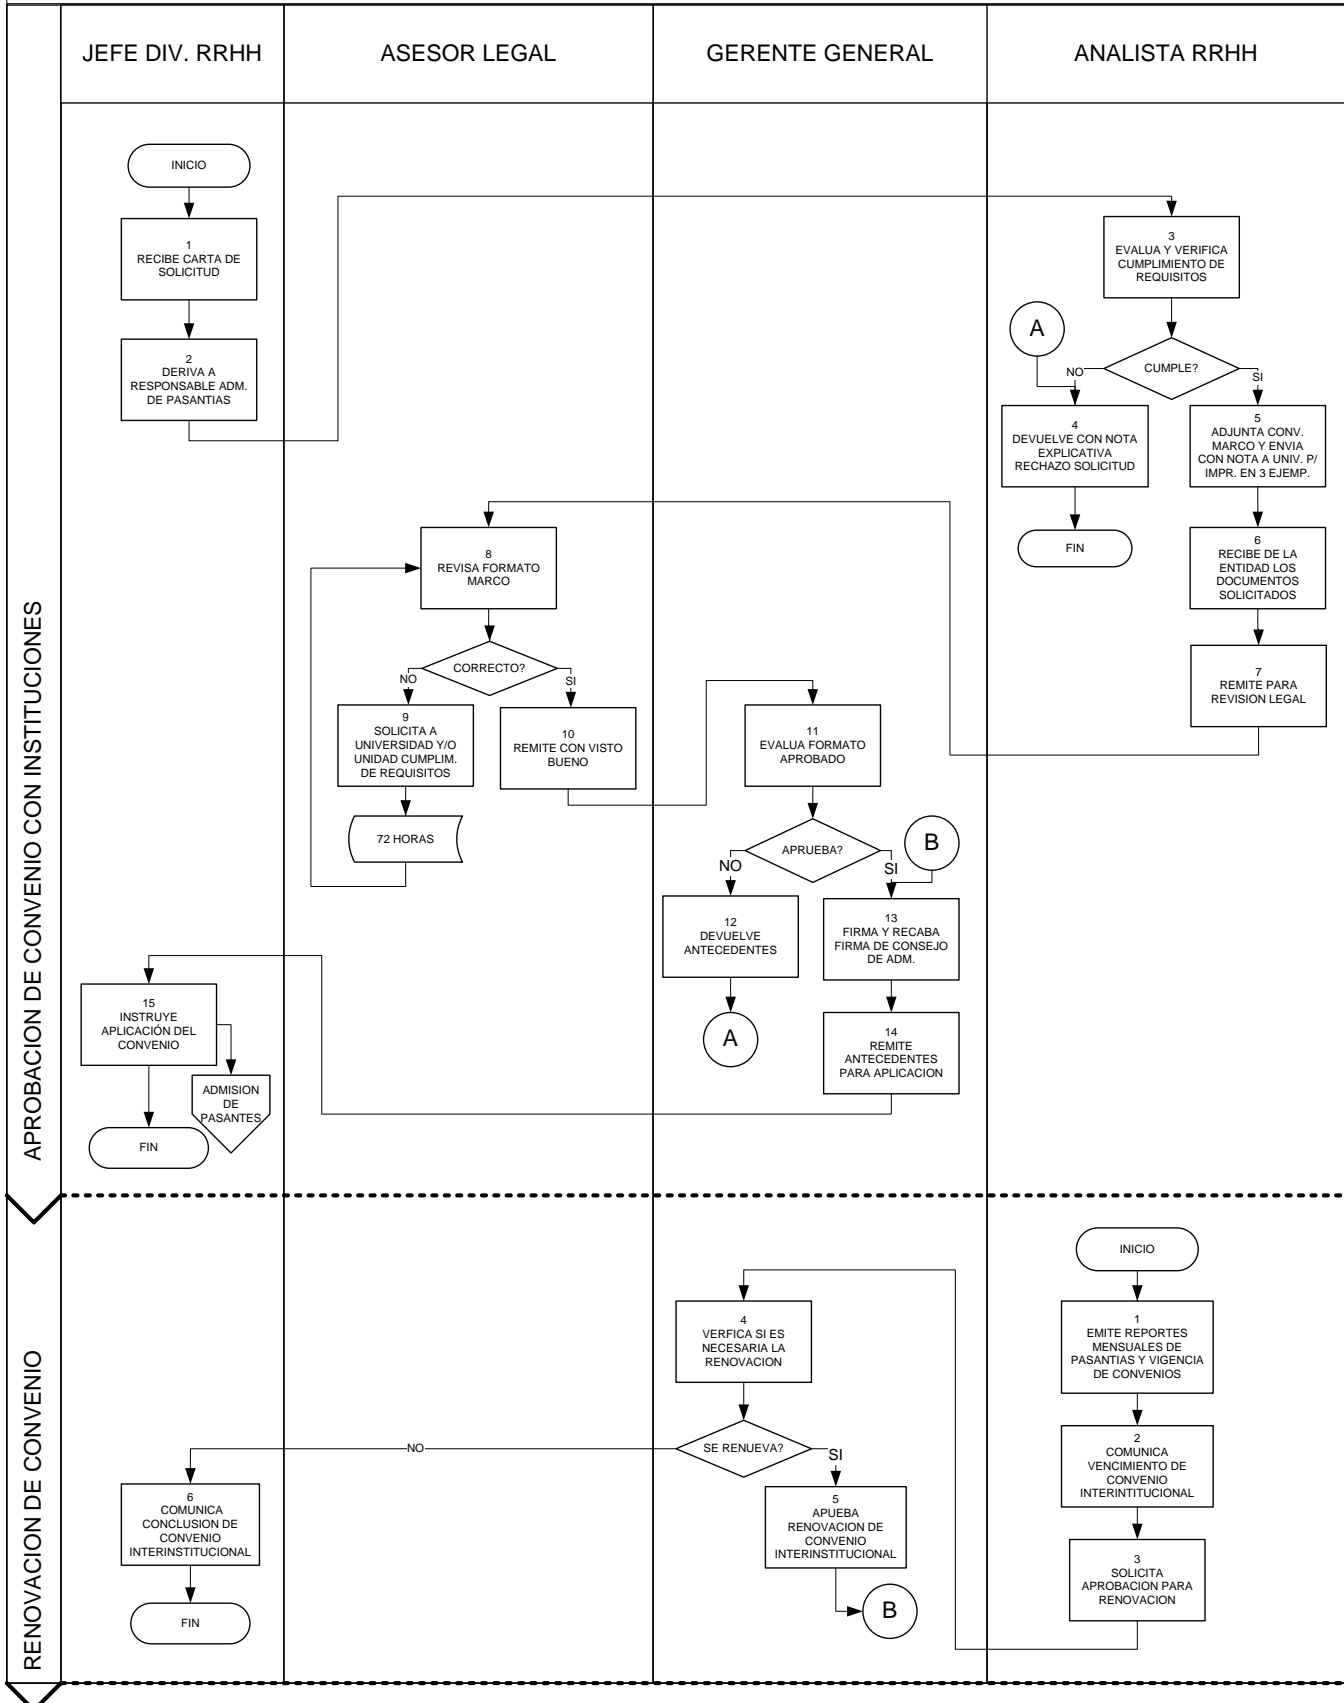 JEFE DIV. RRHH
ASESOR LEGAL
GERENTE GENERAL
ANALISTA RRHH
APROBACION DE CONVENIO CON INSTITUCIONES
INICIO
1
RECIBE CARTA DE
SOLICITUD
2
DERIVA A
RESPONSABLE ADM.
DE PASANTIAS
3
EVALUA Y VERIFICA
CUMPLIMIENTO DE
REQUISITOS
A
CUMPLE?
NO
SI
4
DEVUELVE CON NOTA
EXPLICATIVA
RECHAZO SOLICITUD
FIN
5
ADJUNTA CONV.
MARCO Y ENVIA
CON NOTA A UNIV. P/
IMPR. EN 3 EJEMP.
6
RECIBE DE LA
ENTIDAD LOS
DOCUMENTOS
SOLICITADOS
7
REMITE PARA
REVISION LEGAL
8
REVISA FORMATO
MARCO
CORRECTO?
NO
SI
9
SOLICITA A
UNIVERSIDAD Y/O
UNIDAD CUMPLIM.
DE REQUISITOS
72 HORAS
10
REMITE CON VISTO
BUENO
11
EVALUA FORMATO
APROBADO
APRUEBA?
B
NO
SI
12
DEVUELVE
ANTECEDENTES
A
13
FIRMA Y RECABA
FIRMA DE CONSEJO
DE ADM.
14
REMITE
ANTECEDENTES
PARA APLICACION
15
INSTRUYE
APLICACIÓN DEL
CONVENIO
ADMISION
DE
PASANTES
FIN
RENOVACION DE CONVENIO
INICIO
1
EMITE REPORTES
MENSUALES DE
PASANTIAS Y VIGENCIA
DE CONVENIOS
2
COMUNICA
VENCIMIENTO DE
CONVENIO
INTERINTITUCIONAL
3
SOLICITA
APROBACION PARA
RENOVACION
4
VERFICA SI ES
NECESARIA LA
RENOVACION
SE RENUEVA?
NO
SI
5
APUEBA
RENOVACION DE
CONVENIO
INTERINSTITUCIONAL
B
6
COMUNICA
CONCLUSION DE
CONVENIO
INTERINSTITUCIONAL
FIN